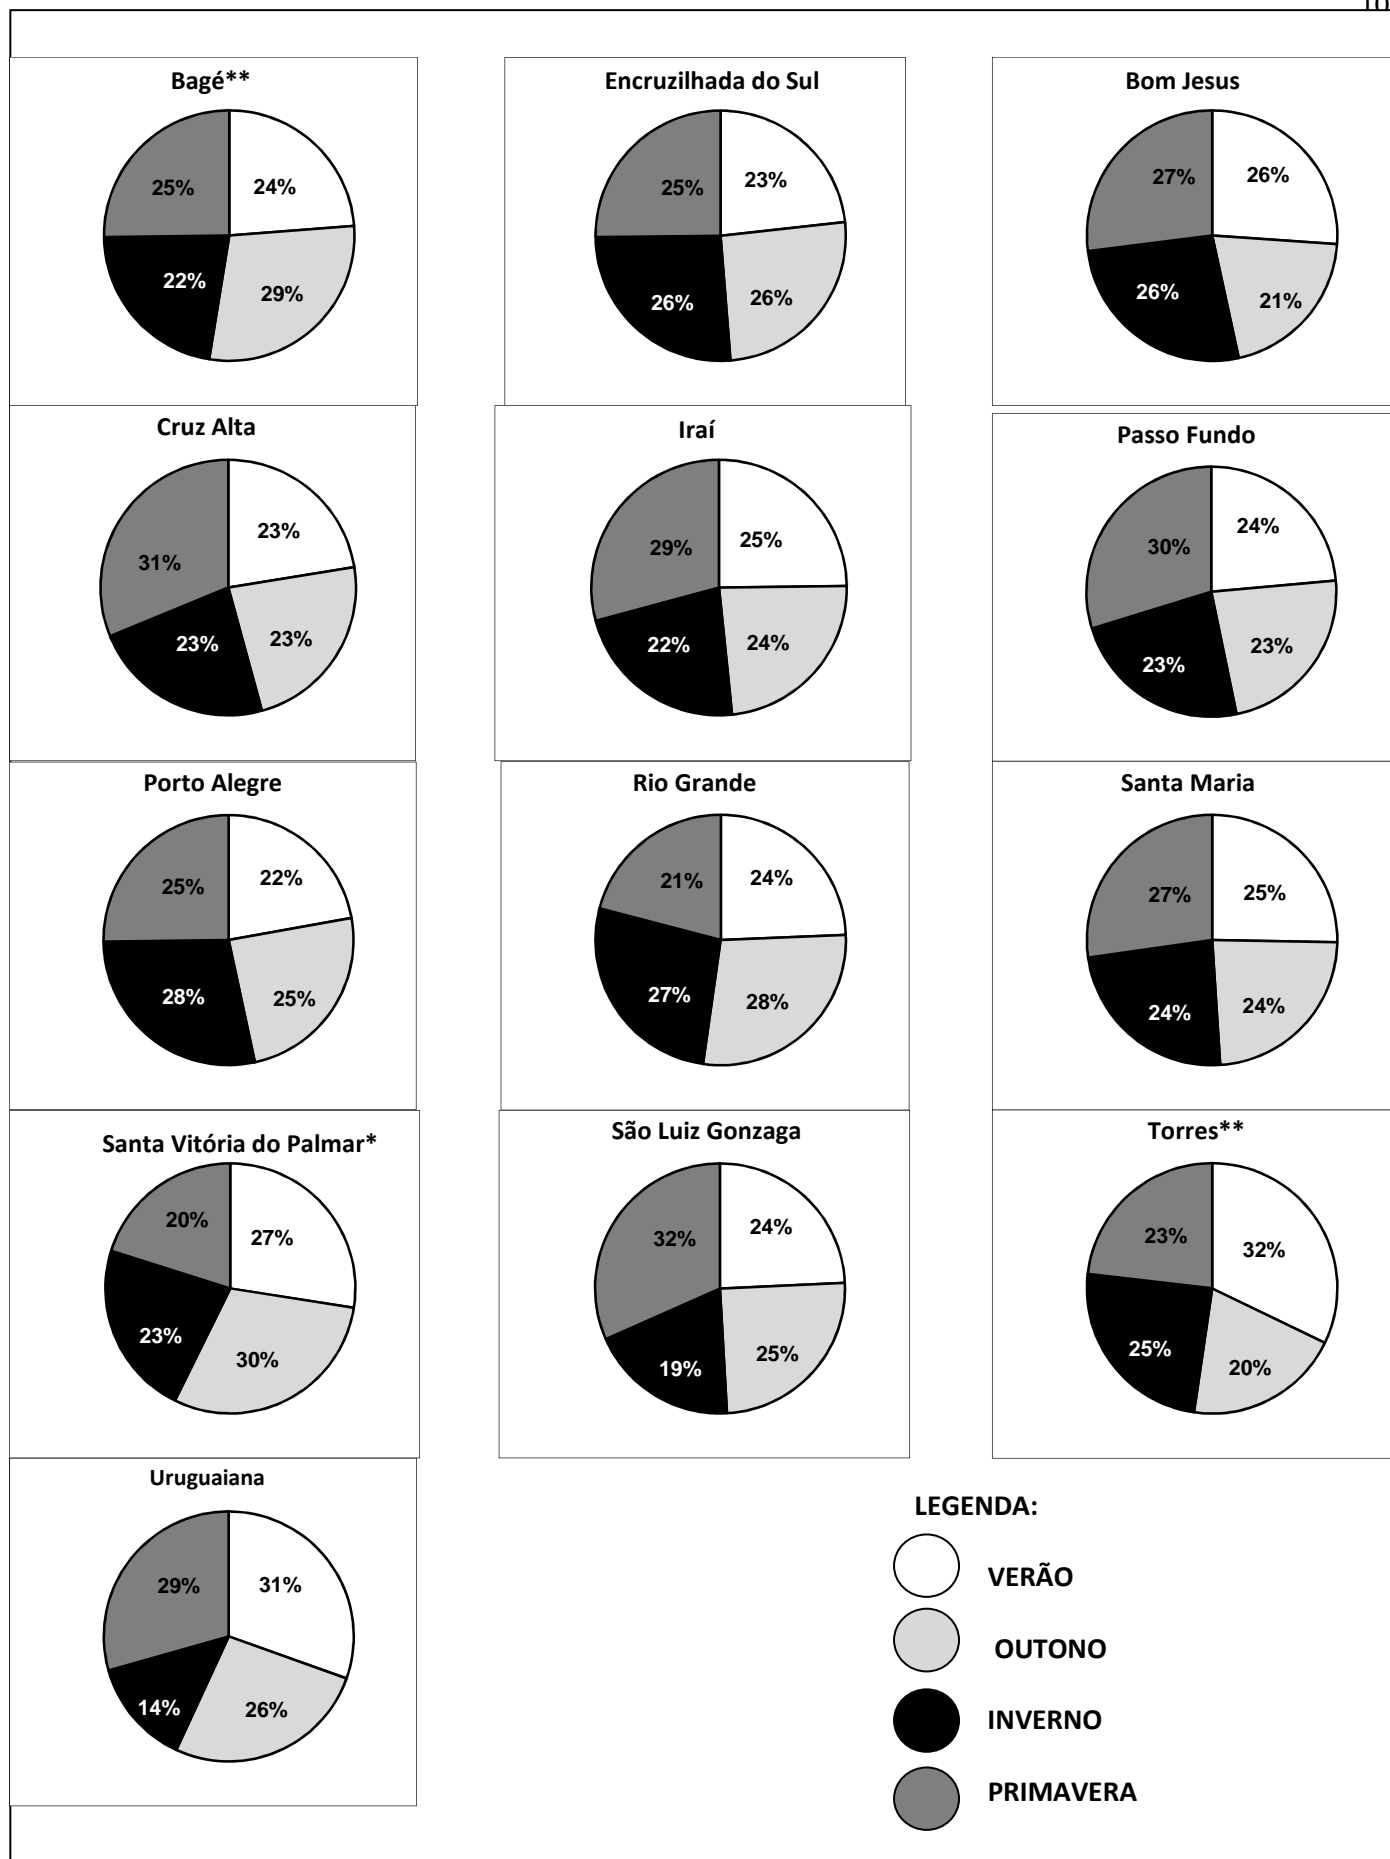 Bagé**
25%
24%
22%
29%
Encruzilhada do Sul
25%
23%
26%
26%
Bom Jesus
27%
26%
26%
21%
Cruz Alta
31%
23%
23%
23%
Iraí
29%
25%
22%
24%
Passo Fundo
30%
24%
23%
23%
Porto Alegre
25%
22%
28%
25%
Rio Grande
21%
24%
27%
28%
Santa Maria
27%
25%
24%
24%
Santa Vitória do Palmar*
20%
27%
23%
30%
São Luiz Gonzaga
32%
24%
19%
25%
Torres**
23%
32%
25%
20%
Uruguaiana
29%
31%
14%
26%
LEGENDA:
VERÃO
OUTONO
INVERNO
PRIMAVERA